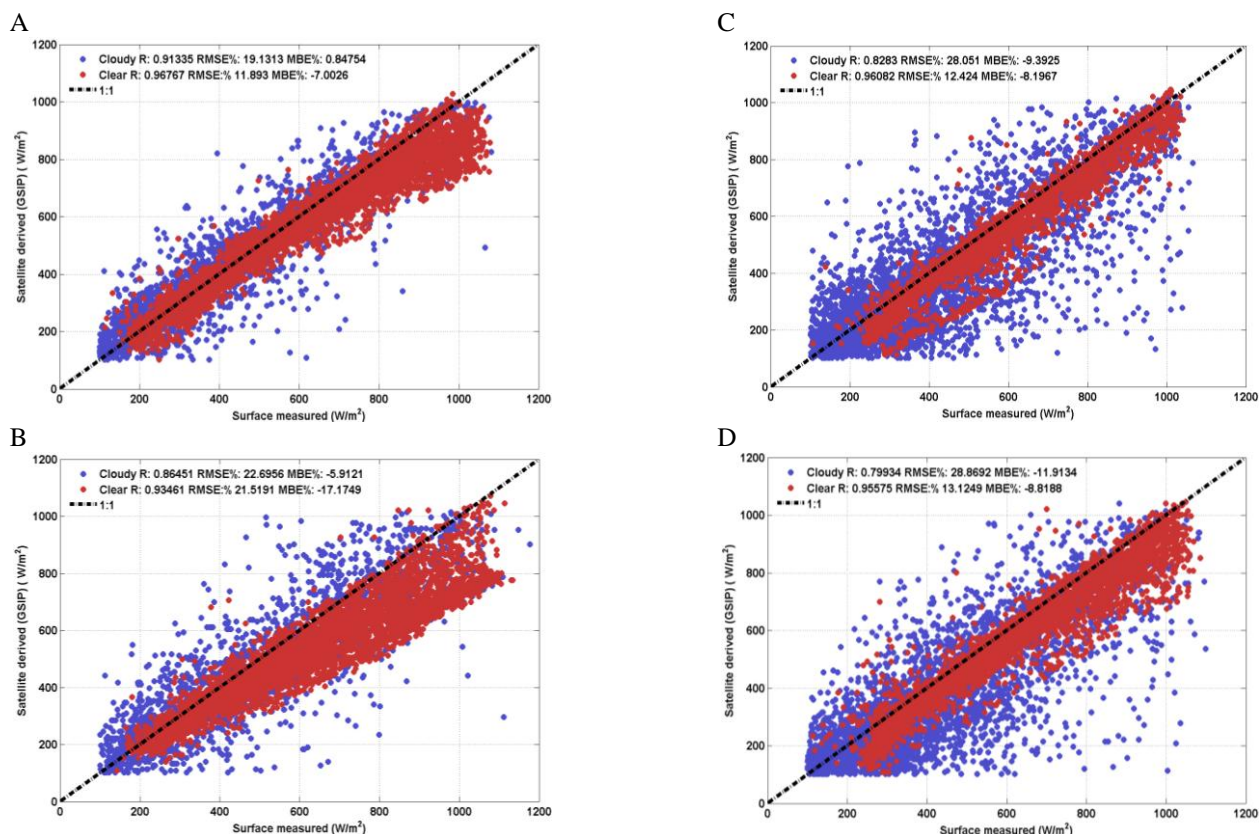 A
1200
1000
800
600
400
200
0
0 200 400 600 800 1000 1200
Satellite derived (GSIP) ( W/m²)
Surface measured (W/m²)
Cloudy R: 0.91335 RMSE%: 19.1313 MBE%: 0.84754
Clear R: 0.96767 RMSE:% 11.893 MBE%: -7.0026
1:1
C
1200
1000
800
600
400
200
0
0 200 400 600 800 1000 1200
Satellite derived (GSIP) ( W/m²)
Surface measured (W/m²)
Cloudy R: 0.8283 RMSE%: 28.051 MBE%: -9.3925
Clear R: 0.96082 RMSE:% 12.424 MBE%: -8.1967
1:1
B
1200
1000
800
600
400
200
0
0 200 400 600 800 1000 1200
Satellite derived (GSIP) ( W/m²)
Surface measured (W/m²)
Cloudy R: 0.86451 RMSE%: 22.6956 MBE%: -5.9121
Clear R: 0.93461 RMSE:% 21.5191 MBE%: -17.1749
1:1
D
1200
1000
800
600
400
200
0
0 200 400 600 800 1000 1200
Satellite derived (GSIP) ( W/m²)
Surface measured (W/m²)
Cloudy R: 0.79934 RMSE%: 28.8692 MBE%: -11.9134
Clear R: 0.95575 RMSE:% 13.1249 MBE%: -8.8188
1:1